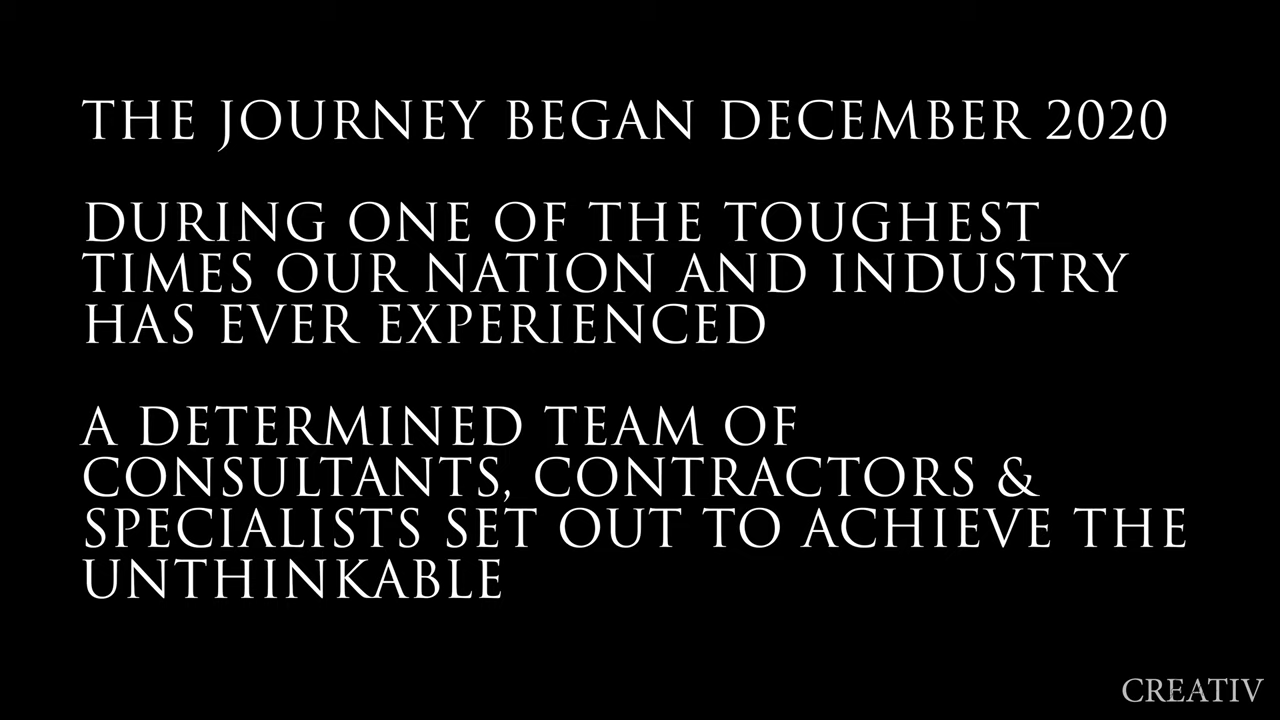 THE JOURNEY BEGAN DECEMBER 2020
DURING ONE OF THE TOUGHEST
TIMES OUR NATION AND INDUSTRY
HAS EVER EXPERIENCED
A DETERMINED TEAM OF
CONSULTANTS, CONTRACTORS &
SPECIALISTS SET OUT TO ACHIEVE THE
UNTHINKABLE
CREATIV